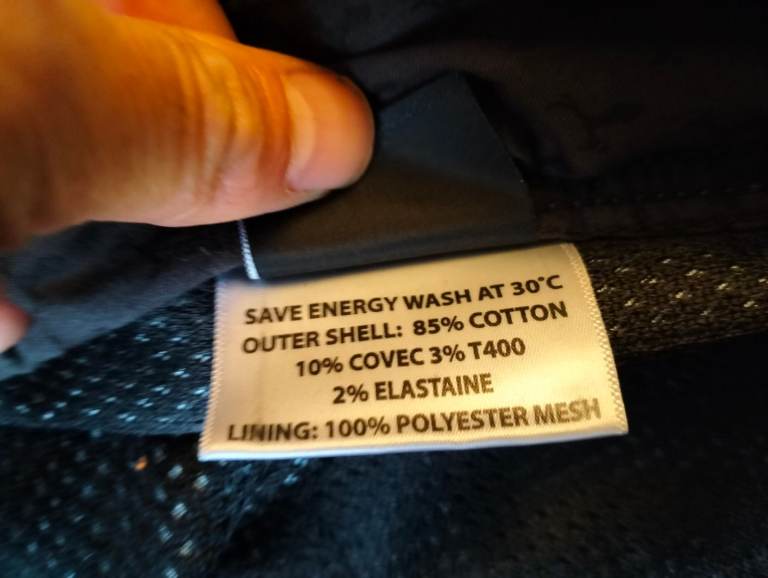 SAVE ENERGY WASH AT 30°C
OUTER SHELL: 85% COTTON
10% COVEC 3% T400
2% ELASTAINE
LINING: 100% POLYESTER MESH